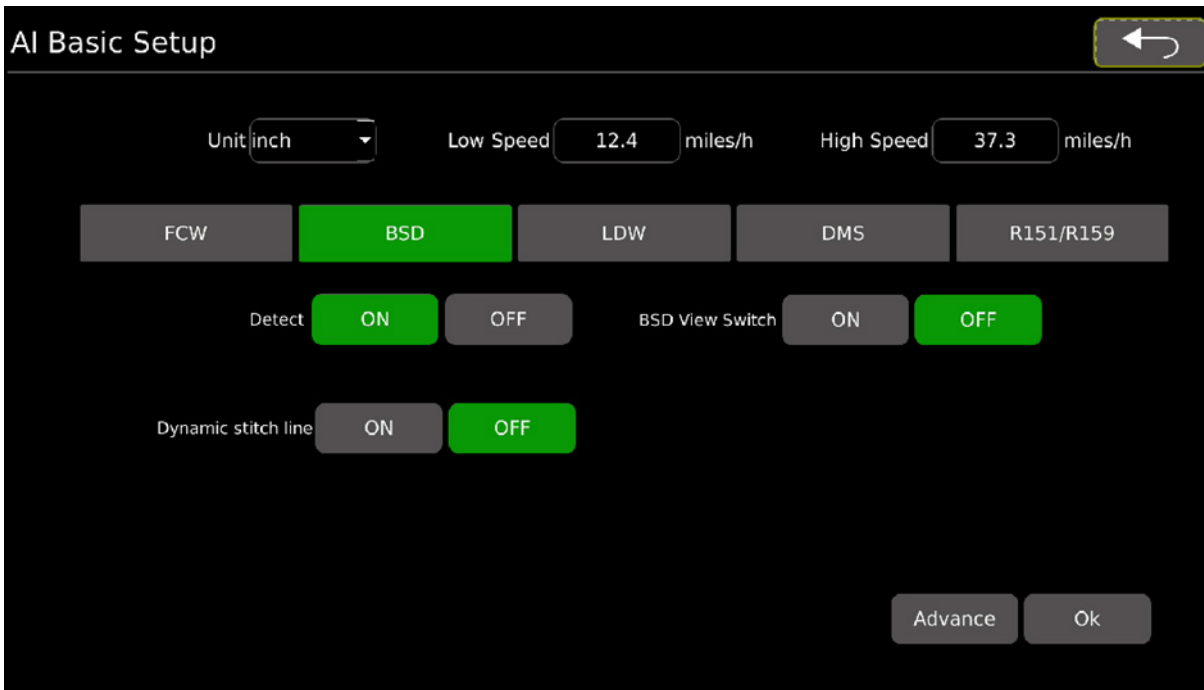 AI Basic Setup
Unit inch Low Speed 12.4 miles/h High Speed 37.3 miles/h
FCW BSD LDW DMS R151/R159
Detect ON OFF BSD View Switch ON OFF
Dynamic stitch line ON OFF
Advance Ok